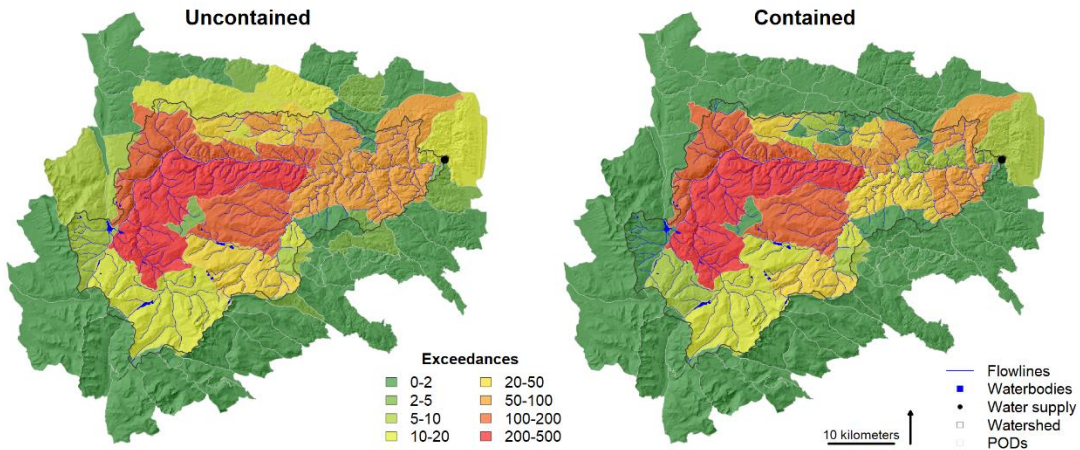 Uncontained
Contained
Exceedances
0-2
2-5
5-10
10-20
20-50
50-100
100-200
200-500
10 kilometers
Flowlines
Waterbodies
Water supply
Watershed
PODs